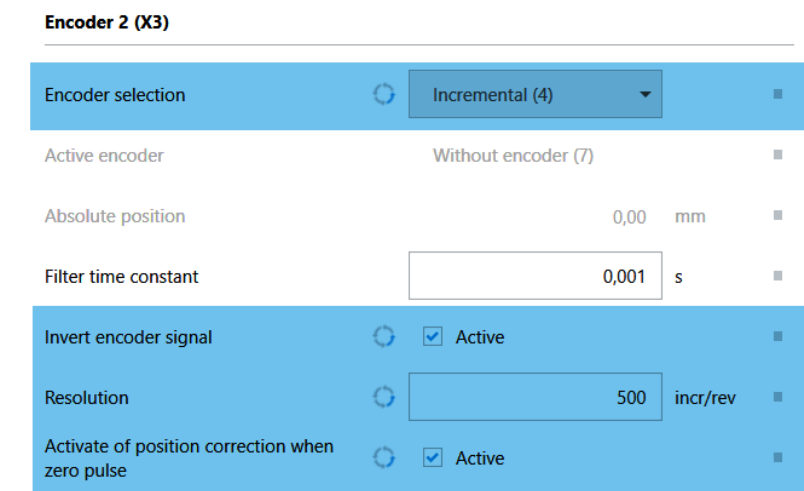 Encoder 2 (X3)
Encoder selection Incremental (4)
Active encoder Without encoder (7)
Absolute position 0,00 mm
Filter time constant 0,001 s
Invert encoder signal Active
Resolution 500 incr/rev
Activate of position correction when
zero pulse Active